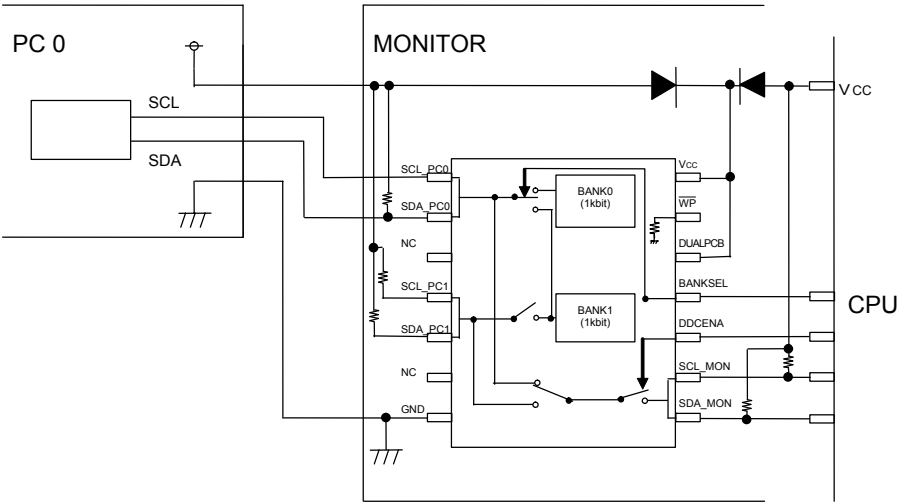 PC 0
MONITOR
SCL
SDA
VCC
SCL_PC0
SDA_PC0
NC
SCL_PC1
SDA_PC1
NC
GND
BANK0
(1kbit)
BANK1
(1kbit)
VCC
WP
DUALPCB
BANKSEL
DDCENA
SCL_MON
SDA_MON
CPU